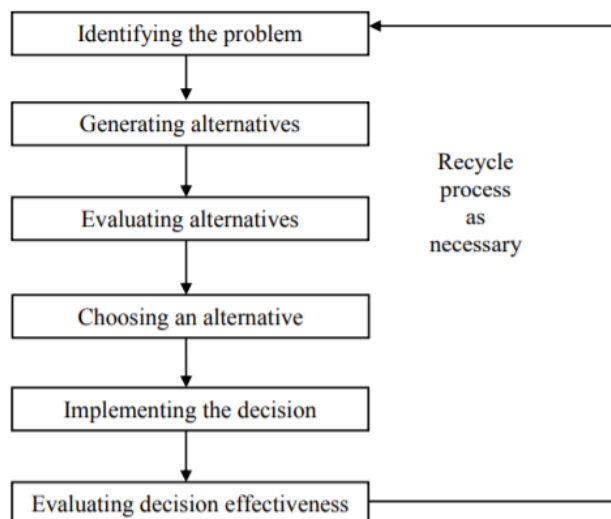 Identifying the problem
Generating alternatives
Evaluating alternatives
Recycle
process
as
necessary
Choosing an alternative
Implementing the decision
Evaluating decision effectiveness